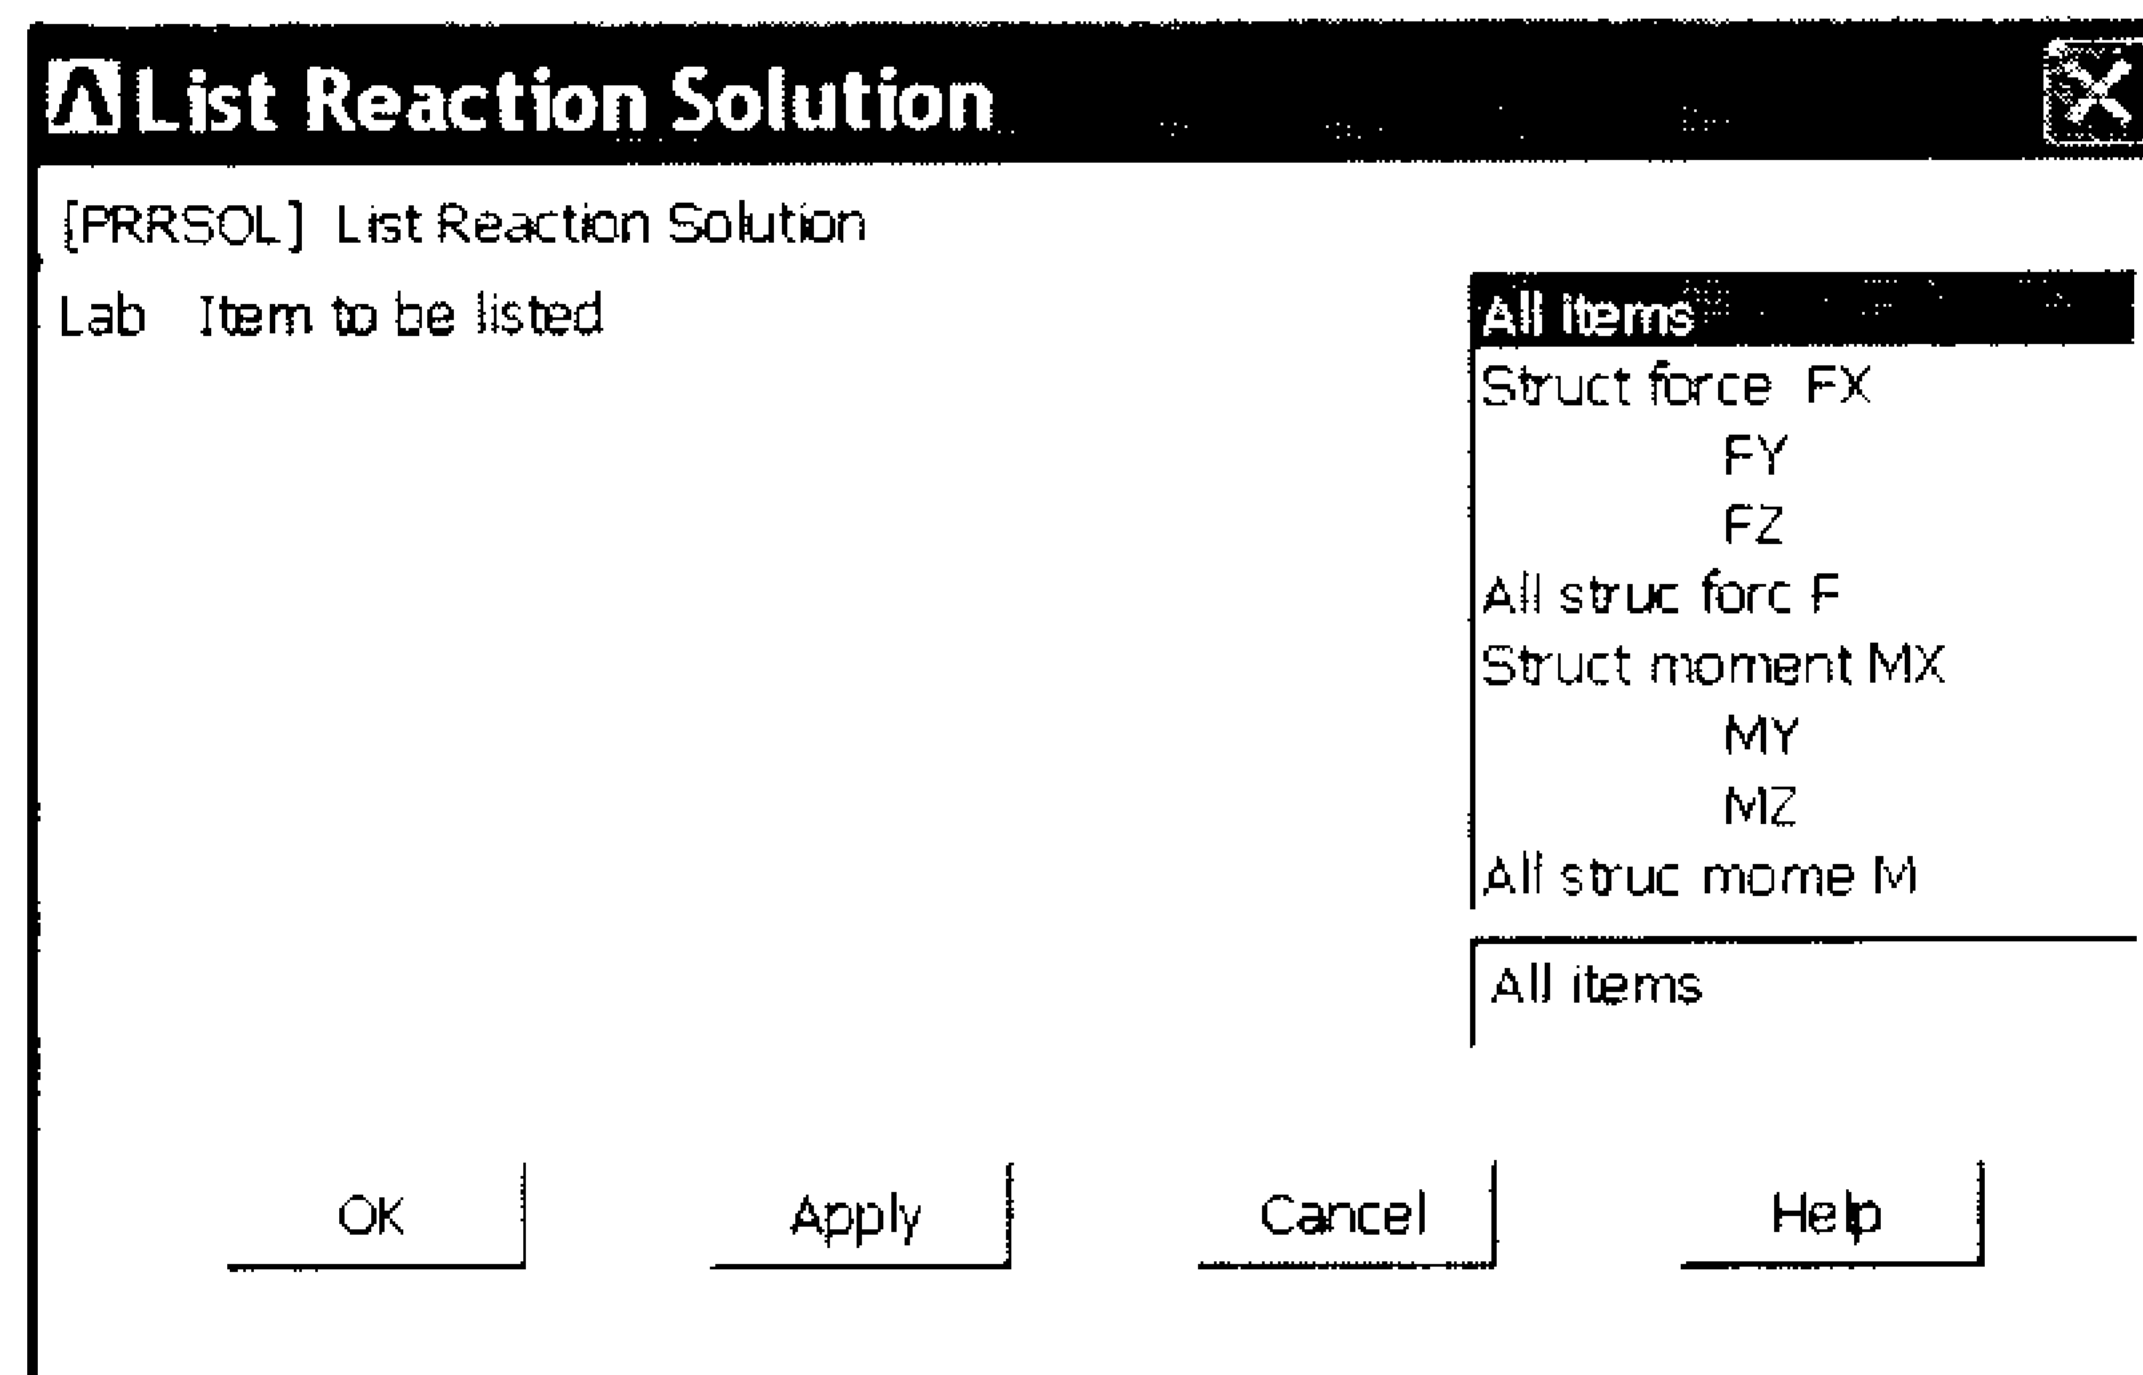 List Reaction Solution
[PRRSOL] List Reaction Solution
Lab Item to be listed
All items
Struct force FX
FY
FZ
All struc forc F
Struct moment MX
MY
MZ
All struc mome M
All items
OK Apply Cancel Help